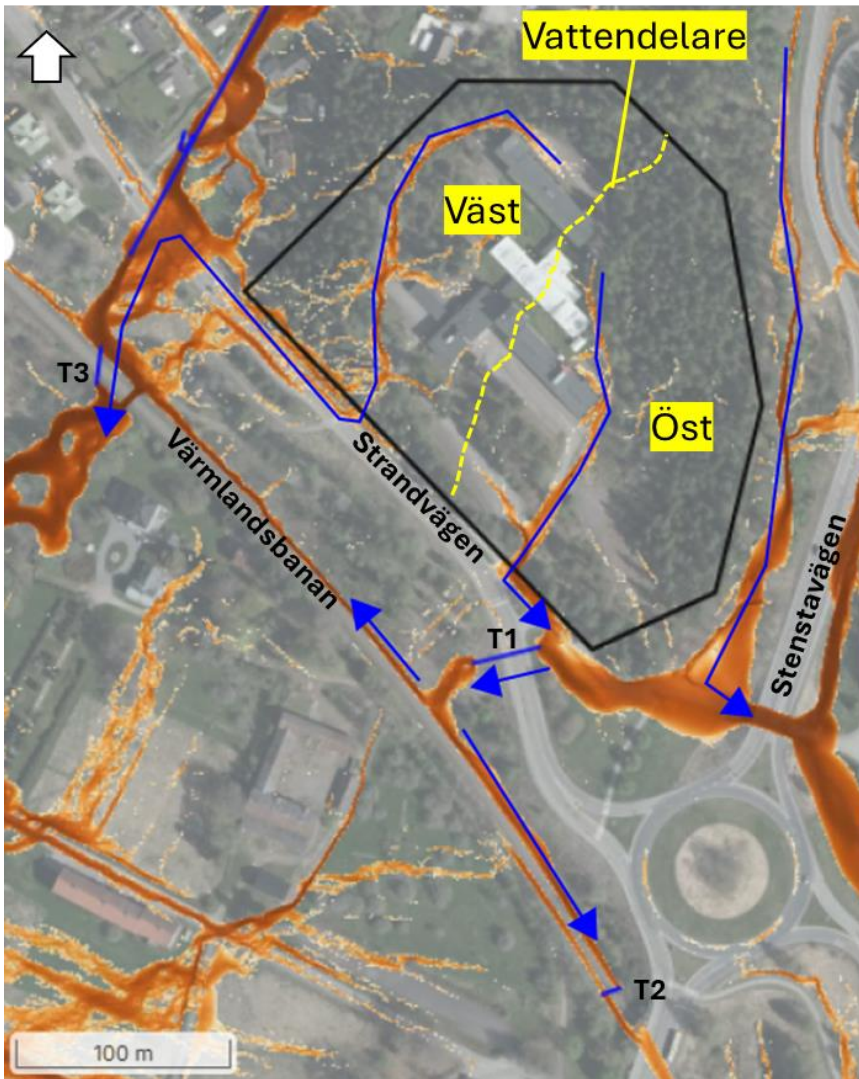 Vattendelare
Väst
T3
Öst
Värmlandsbanan
Strandvägen
Stenstavägen
T1
T2
100 m